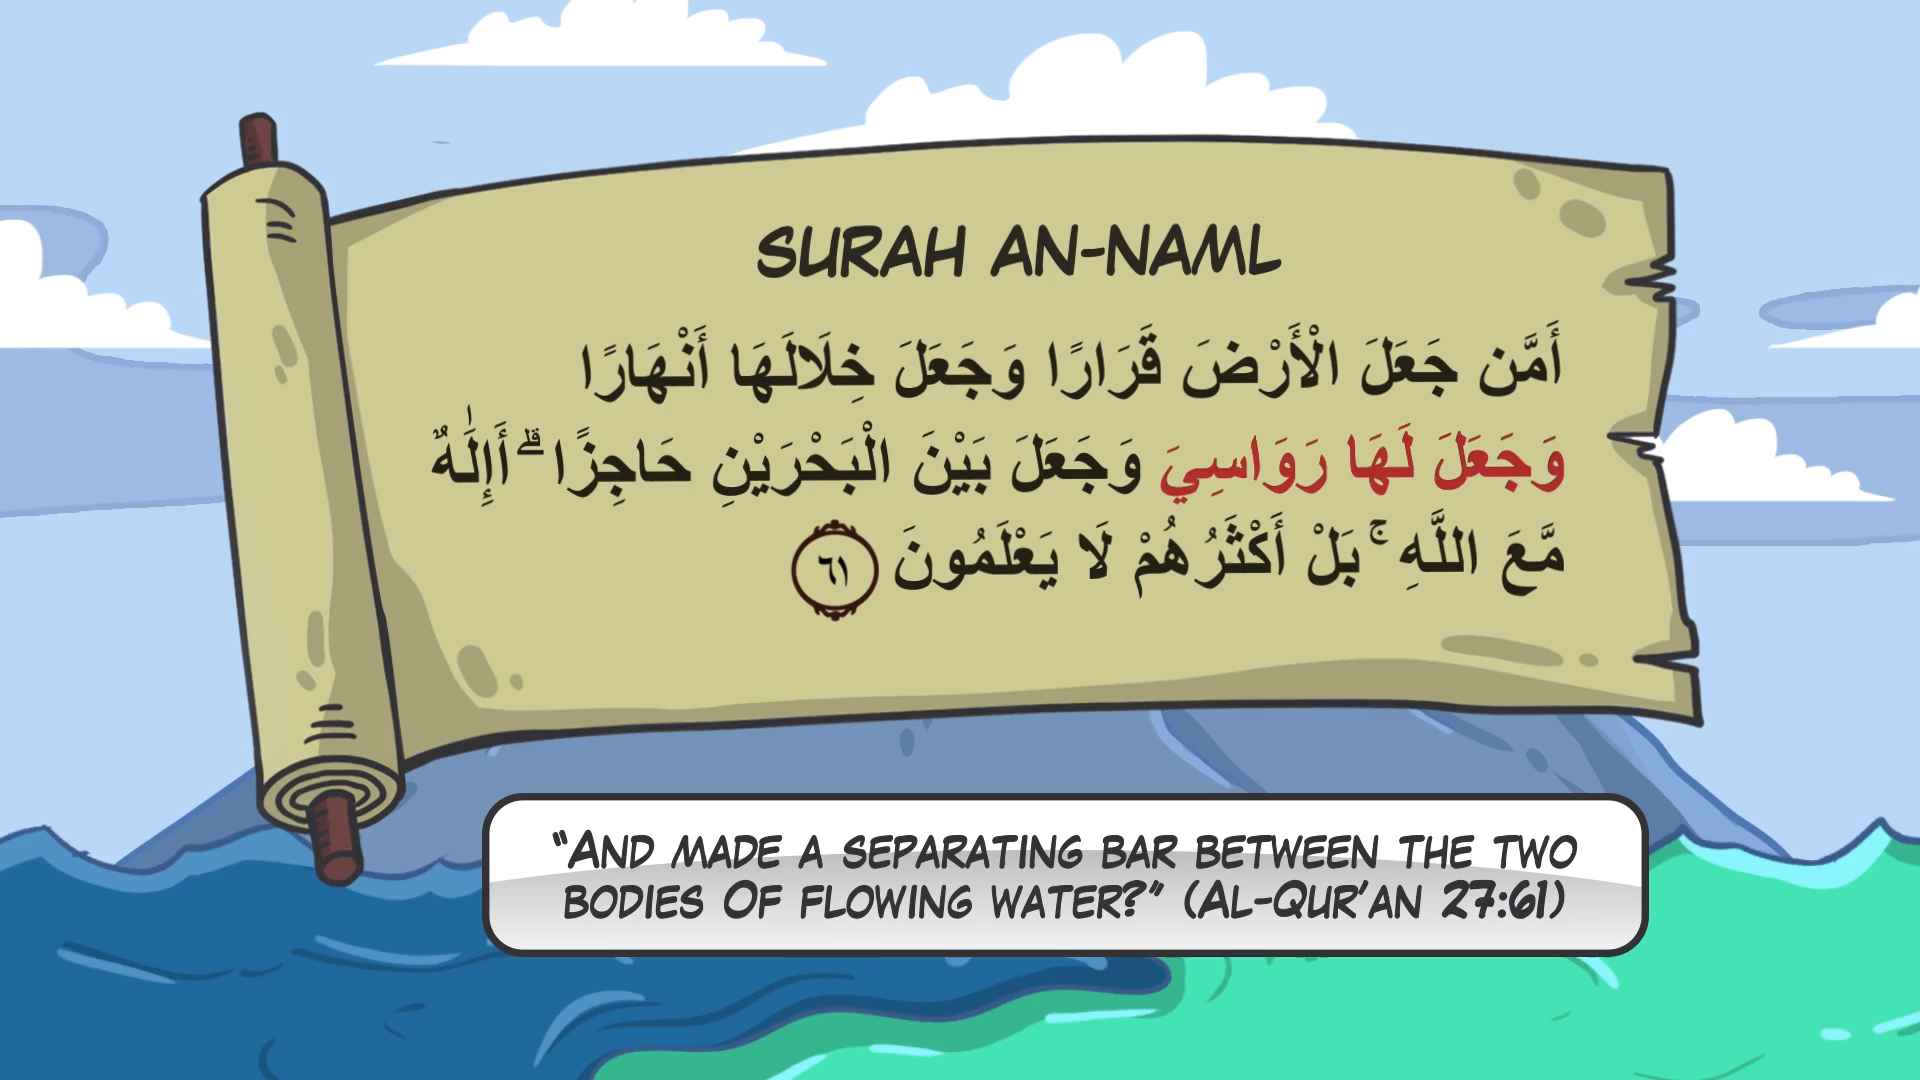 SURAH AN-NAML
أَمَّن جَعَلَ الْأَرْضَ قَرَارًا وَجَعَلَ خِلَالَهَا أَنْهَارًا
وَجَعَلَ لَهَا رَوَاسِيَ وَجَعَلَ بَيْنَ الْبَحْرَيْنِ حَاجِزًا ۗ أَإِلَٰهٌ
مَّعَ اللَّهِ ۚ بَلْ أَكْثَرُهُمْ لَا يَعْلَمُونَ ٦١
“AND MADE A SEPARATING BAR BETWEEN THE TWO
BODIES OF FLOWING WATER?” (AL-QUR’AN 27:61)